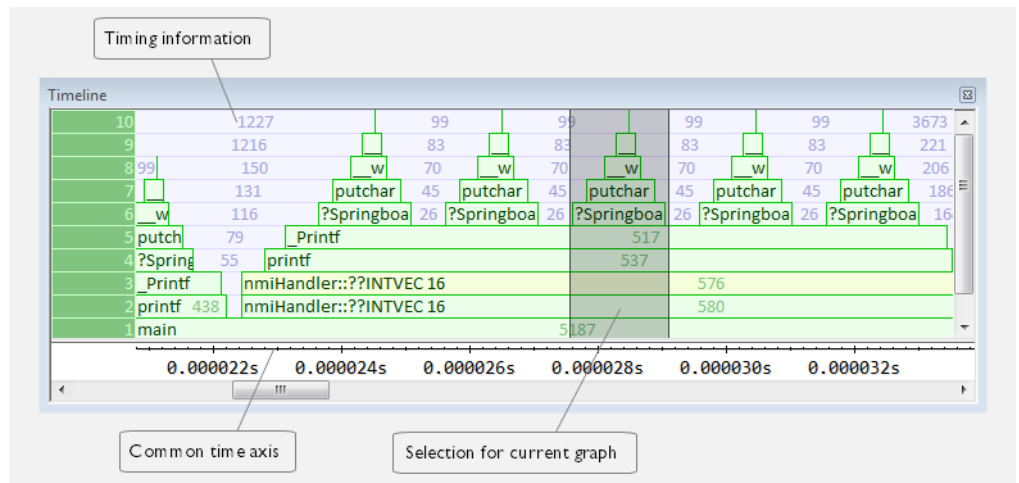 Timing information
Timeline
10 1227 99 99 99 99 3673
9 1216 83 83 83 83 221
8 99 150 __w 70 __w 70 __w 70 __w 70 __w 206
7 131 putchar 45 putchar 45 putchar 45 putchar 45 putchar 186
6 __w 116 ?Springboa 26 ?Springboa 26 ?Springboa 26 ?Springboa 26 ?Springboa 16
5 putch 79 _Printf 517
4 ?Spring 55 printf 537
3 _Printf nmiHandler::??INTVEC 16 576
2 printf 438 nmiHandler::??INTVEC 16 580
1 main 5187
0.000022s 0.000024s 0.000026s 0.000028s 0.000030s 0.000032s
Common time axis
Selection for current graph